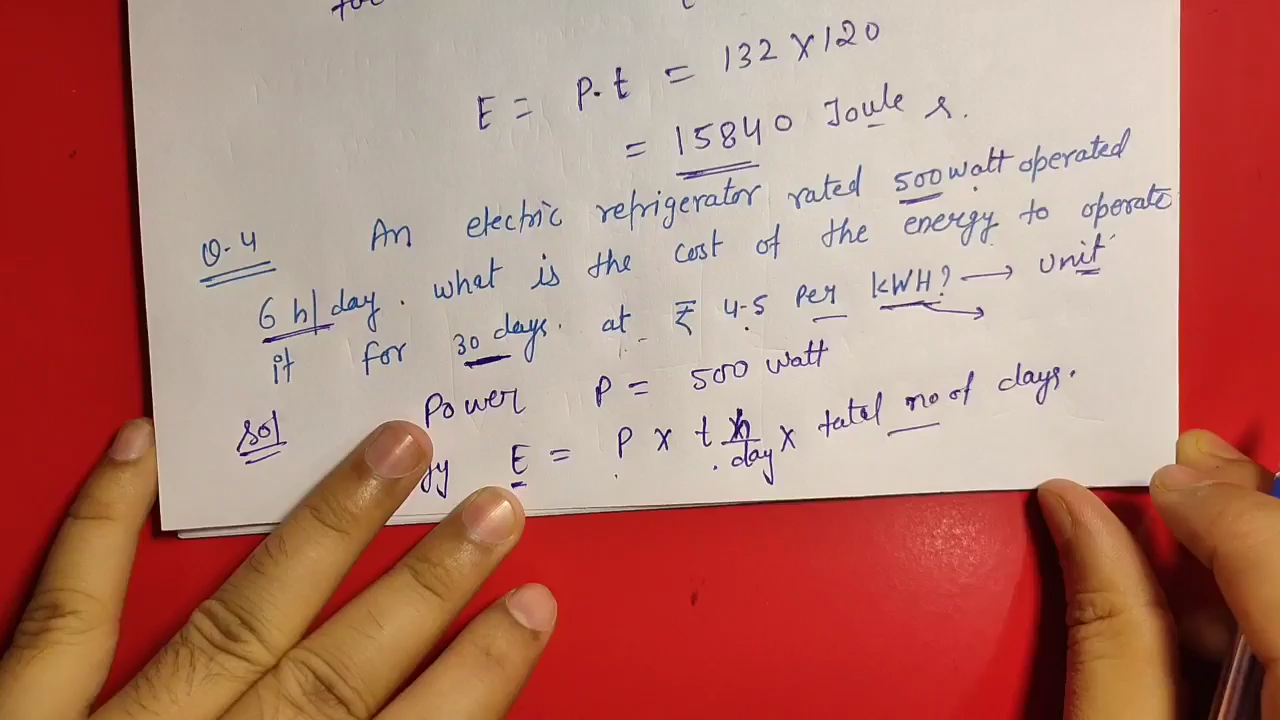 E = P. t = 132 X 120
= 15840 Joule s.
Q.4 An electric refrigerator rated 500 watt operated
6 h/day. what is the cost of the energy to operate
it for 30 days. at ₹ 4.5 per kWH? → unit
Sol Power P = 500 watt
gy E = P x t h/day x total no of days.